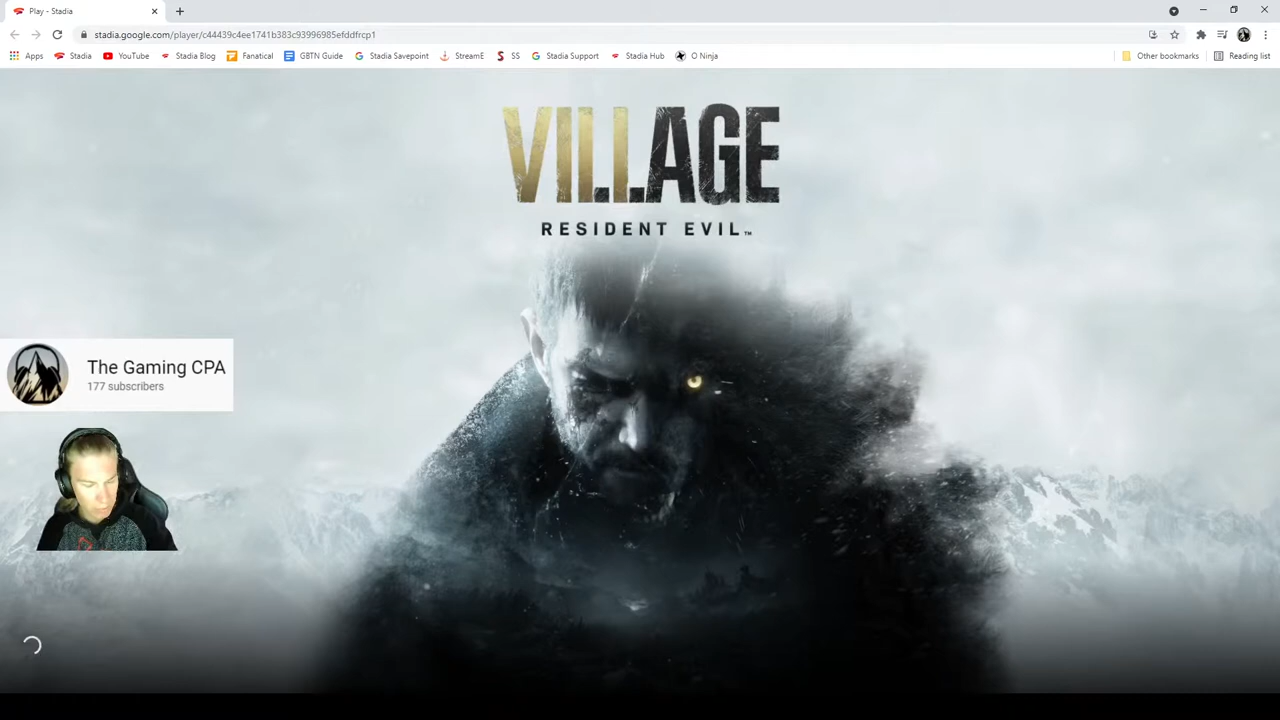 Play - Stadia
stadia.google.com/player/c44439c4ee1741b383c93996985efddfrcp1
Apps Stadia YouTube Stadia Blog Fanatical GBTN Guide Stadia Savepoint StreamE SS Stadia Support Stadia Hub O Ninja Other bookmarks Reading list
VILLAGE
RESIDENT EVIL™
The Gaming CPA
177 subscribers